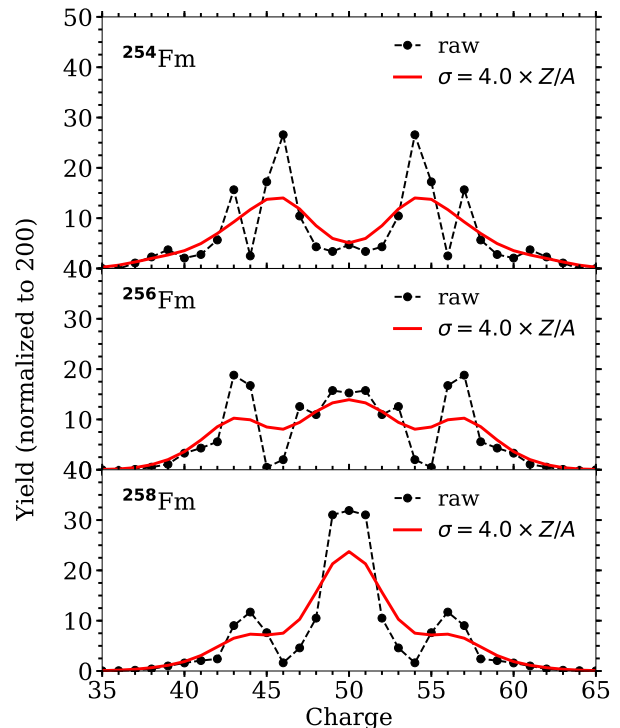 Yield (normalized to 200)
50
40
30
20
10
40
30
20
10
40
30
20
10
0
²⁵⁴Fm
raw
σ = 4.0 × Z/A
²⁵⁶Fm
raw
σ = 4.0 × Z/A
²⁵⁸Fm
raw
σ = 4.0 × Z/A
35 40 45 50 55 60 65
Charge